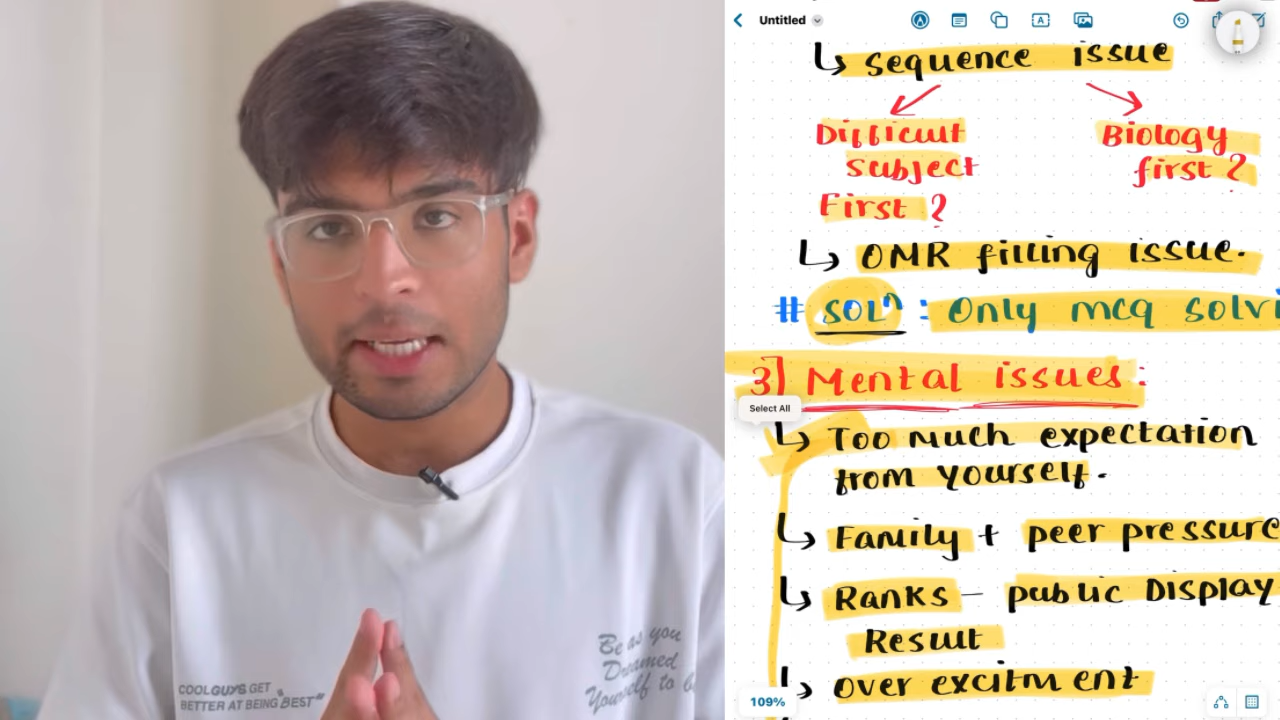 Untitled
↳ sequence issue
Difficult
subject
First ?
Biology
first ?
↳ OMR filling issue.
# SOLⁿ : Only mcq solvi
3] Mental issues:
Select All
↳ Too Much expectation
from yourself.
↳ Family + peer pressure
↳ Ranks – public Display
Result
↳ over excitment
109%
COOL GUYS GET
BETTER AT BEING "BEST"
Be as you
Dreamed
Yourself to